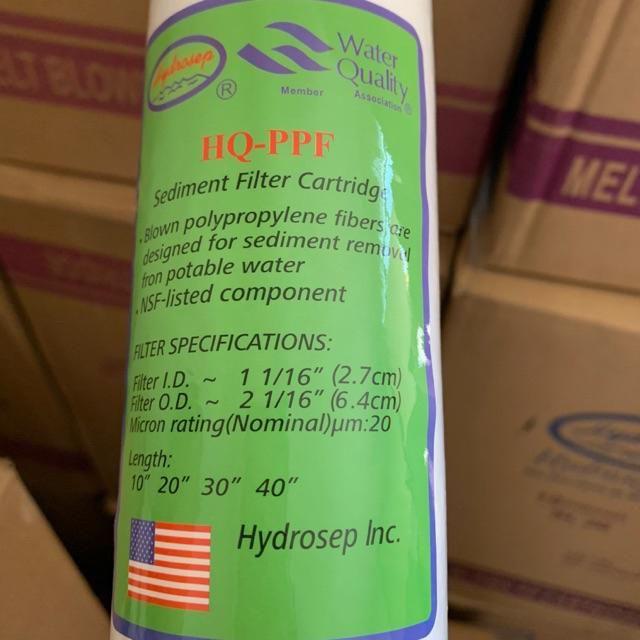 Hydrosep
®
Water
Quality
Association®
Member
HQ-PPF
Sediment Filter Cartridge
• Blown polypropylene fibers are
designed for sediment removal
fron potable water
• NSF-listed component
FILTER SPECIFICATIONS:
Filter I.D. ~ 1 1/16” (2.7cm)
Filter O.D. ~ 2 1/16” (6.4cm)
Micron rating(Nominal)µm:20
Length:
10” 20” 30” 40”
Hydrosep Inc.
MELT BLOWN
MEL